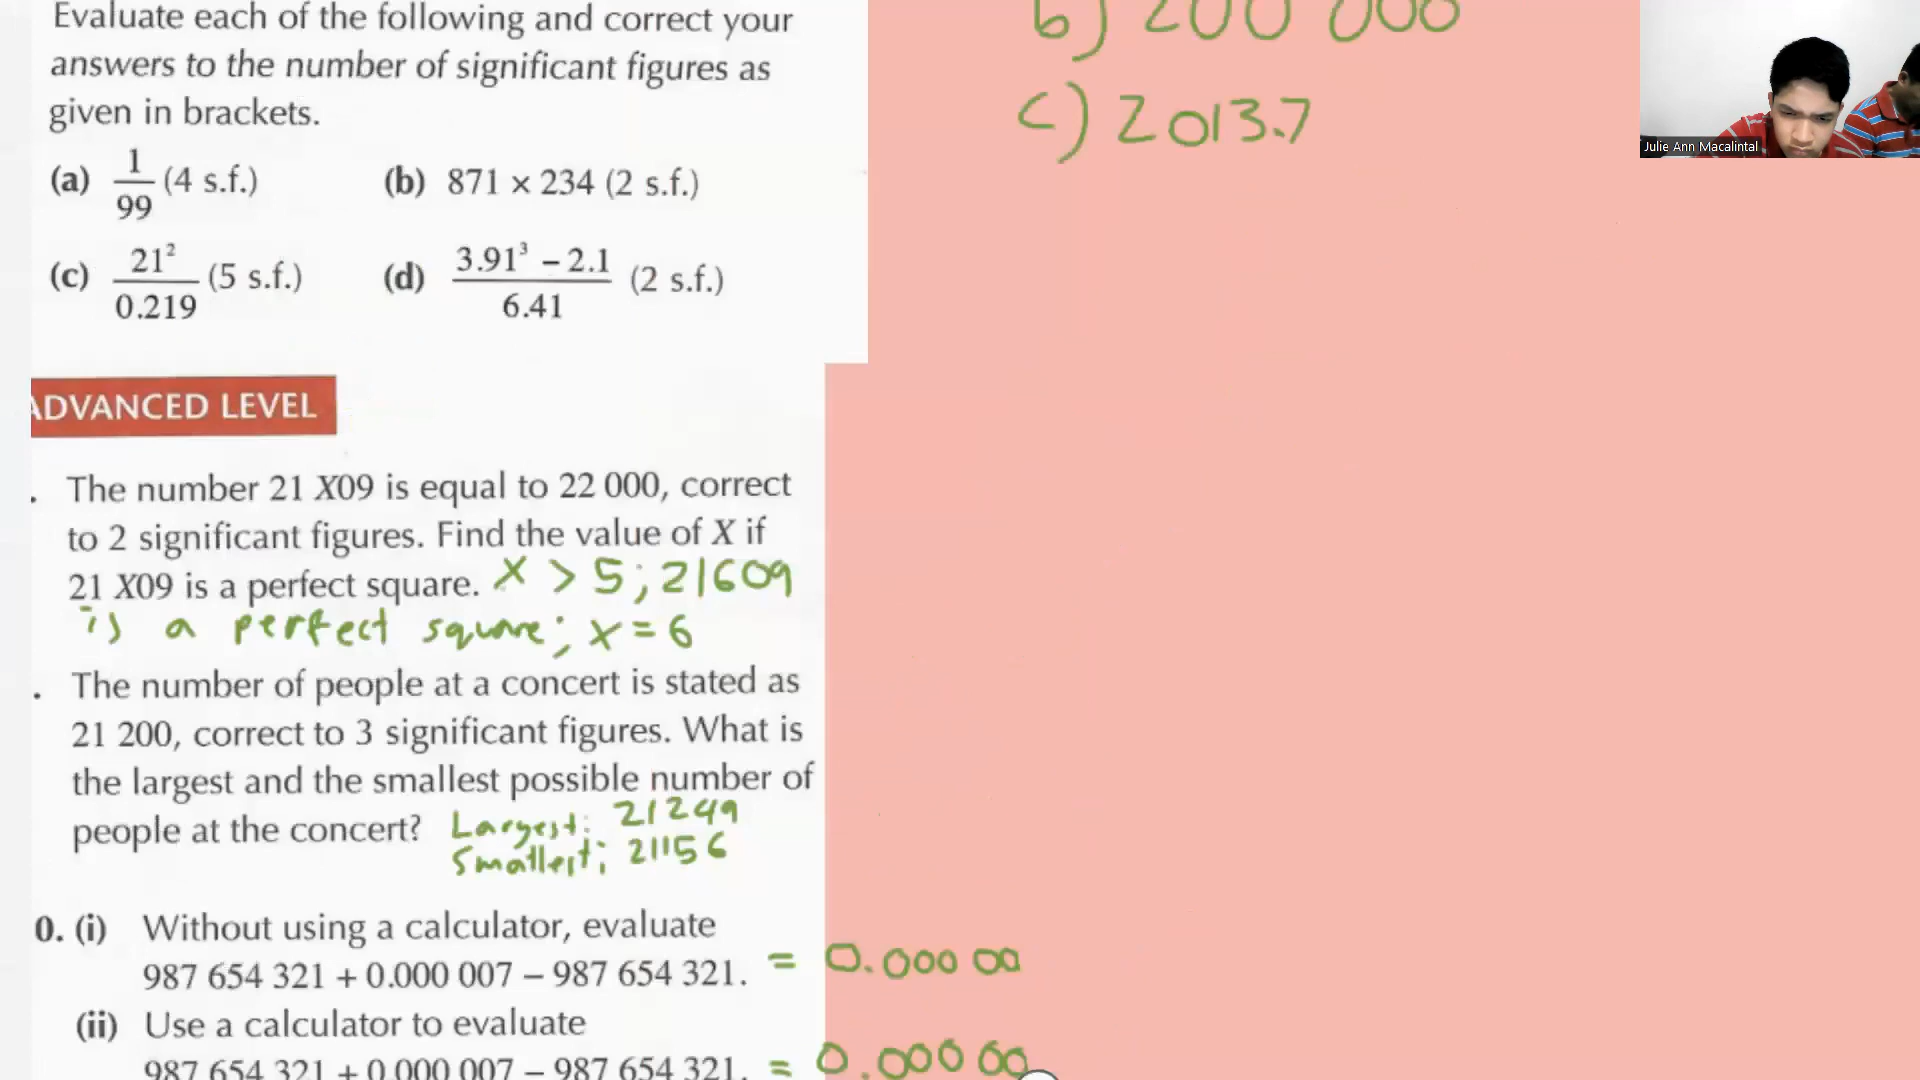 Evaluate each of the following and correct your
answers to the number of significant figures as
given in brackets.
(a) 1/99 (4 s.f.) (b) 871 × 234 (2 s.f.)
(c) 21²/0.219 (5 s.f.) (d) 3.91³ – 2.1/6.41 (2 s.f.)
b) 200 000
c) 2013.7
Julie Ann Macalintal
ADVANCED LEVEL
. The number 21 X09 is equal to 22 000, correct
to 2 significant figures. Find the value of X if
21 X09 is a perfect square. X > 5; 21609
is a perfect square; x = 6
. The number of people at a concert is stated as
21 200, correct to 3 significant figures. What is
the largest and the smallest possible number of
people at the concert? Largest: 21249
Smallest; 21156
0. (i) Without using a calculator, evaluate
987 654 321 + 0.000 007 – 987 654 321. = 0.000 00
(ii) Use a calculator to evaluate
987 654 321 + 0.000 007 – 987 654 321. = 0.000 00